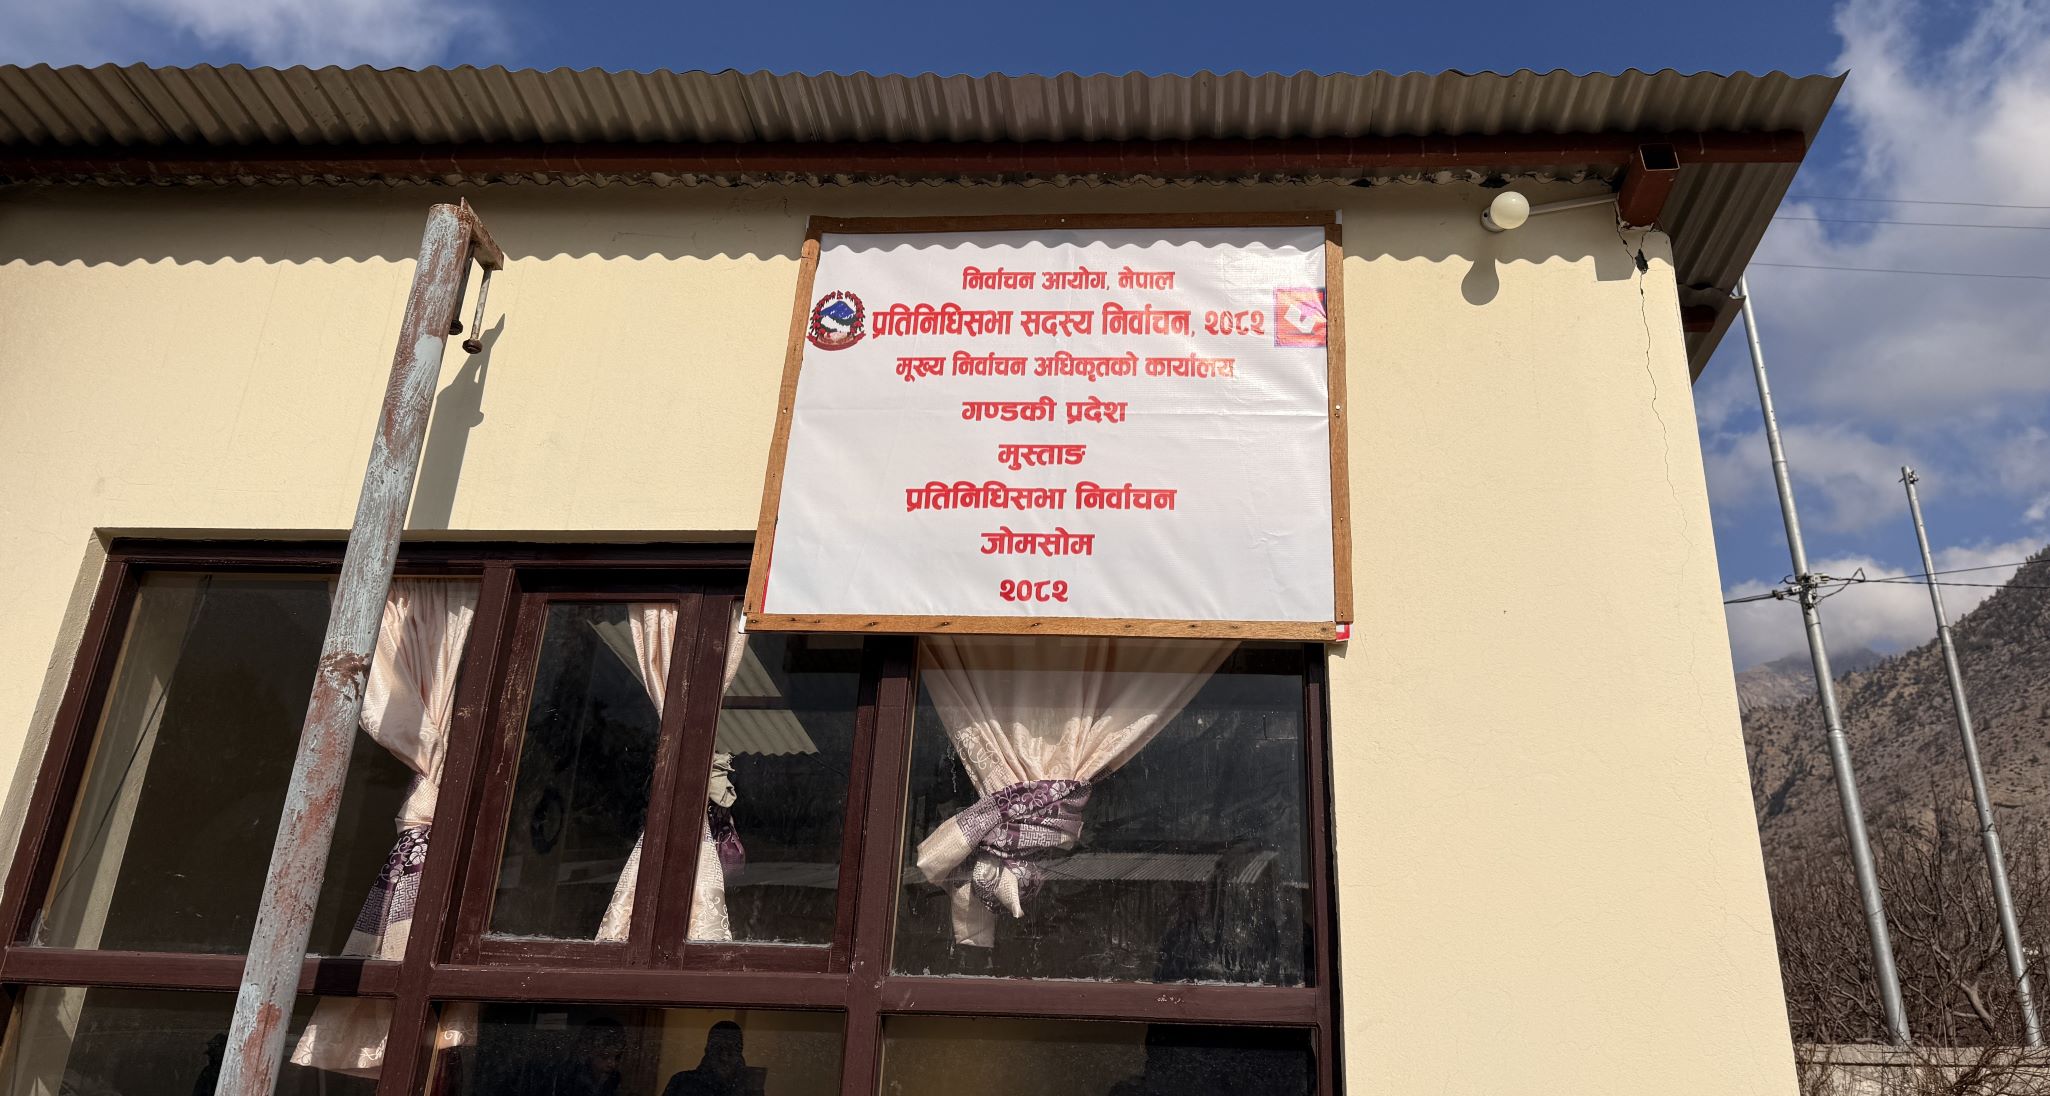 निर्वाचन आयोग, नेपाल
प्रतिनिधिसभा सदस्य निर्वाचन, २०८२
मूख्य निर्वाचन अधिकृतको कार्यालय
गण्डकी प्रदेश
मुस्ताङ
प्रतिनिधिसभा निर्वाचन
जोमसोम
२०८२